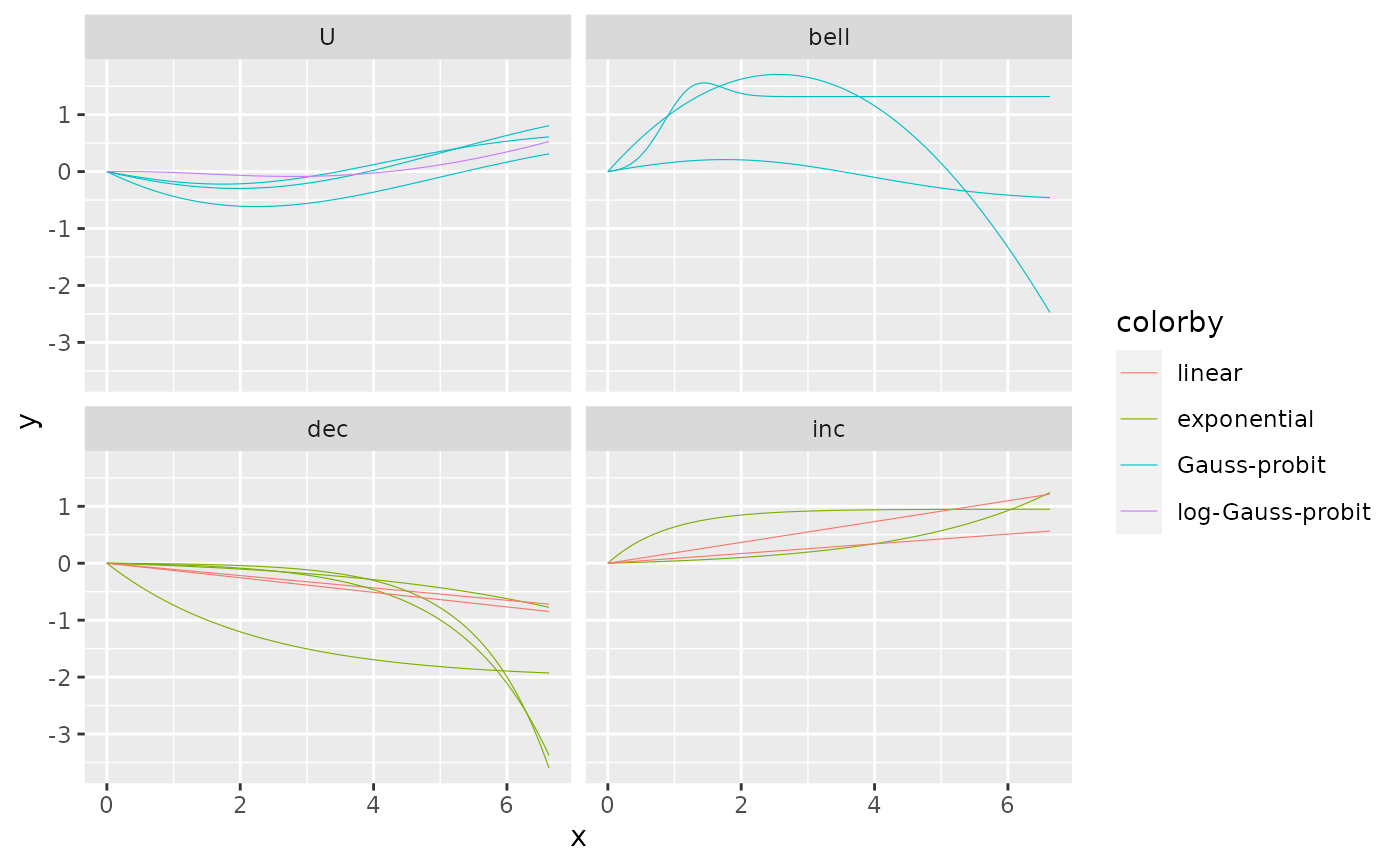 U
bell
1
0
-1
-2
-3
dec
inc
1
0
-1
-2
-3
0 2 4 6
0 2 4 6
x
y
colorby
linear
exponential
Gauss-probit
log-Gauss-probit